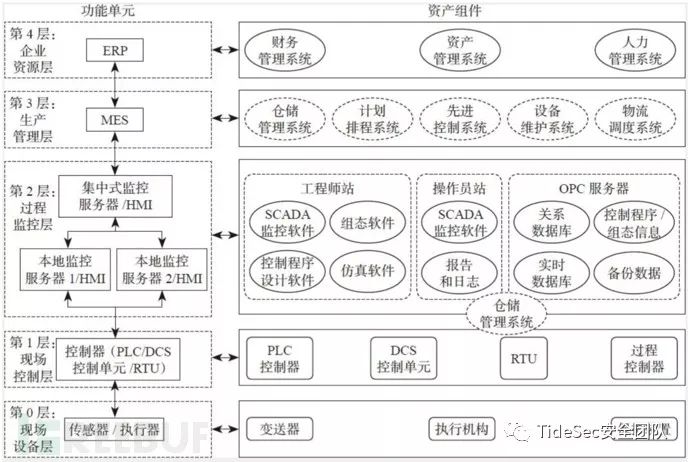 功能单元
资产组件
第 4 层：
企业
资源层
ERP
财务
管理系统
资产
管理系统
人力
管理系统
第 3 层：
生产
管理层
MES
仓储
管理系统
计划
排程系统
先进
控制系统
设备
维护系统
物流
调度系统
第 2 层：
过程
监控层
集中式监控
服务器/HMI
本地监控
服务器 1/HMI
本地监控
服务器 2/HMI
工程师站
SCADA
监控软件
组态软件
控制程序
设计软件
仿真软件
操作员站
SCADA
监控软件
报告
和日志
OPC 服务器
关系
数据库
控制程序/
组态信息
实时
数据库
备份数据
仓储
管理系统
第 1 层：
现场
控制层
控制器（PLC/DCS
控制单元/RTU）
PLC
控制器
DCS
控制单元
RTU
过程
控制器
第 0 层：
现场
设备层
传感器/执行器
变送器
执行机构
置
REEBUF
TideSec安全团队